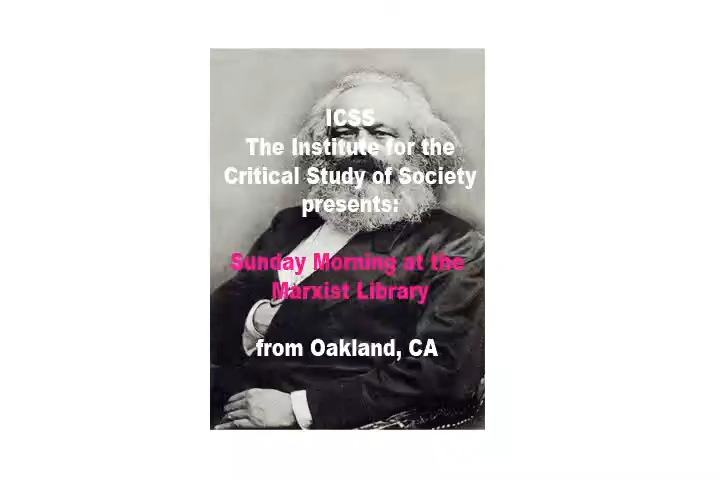 ICSS
The Institute for the
Critical Study of Society
presents:
Sunday Morning at the
Marxist Library
from Oakland, CA